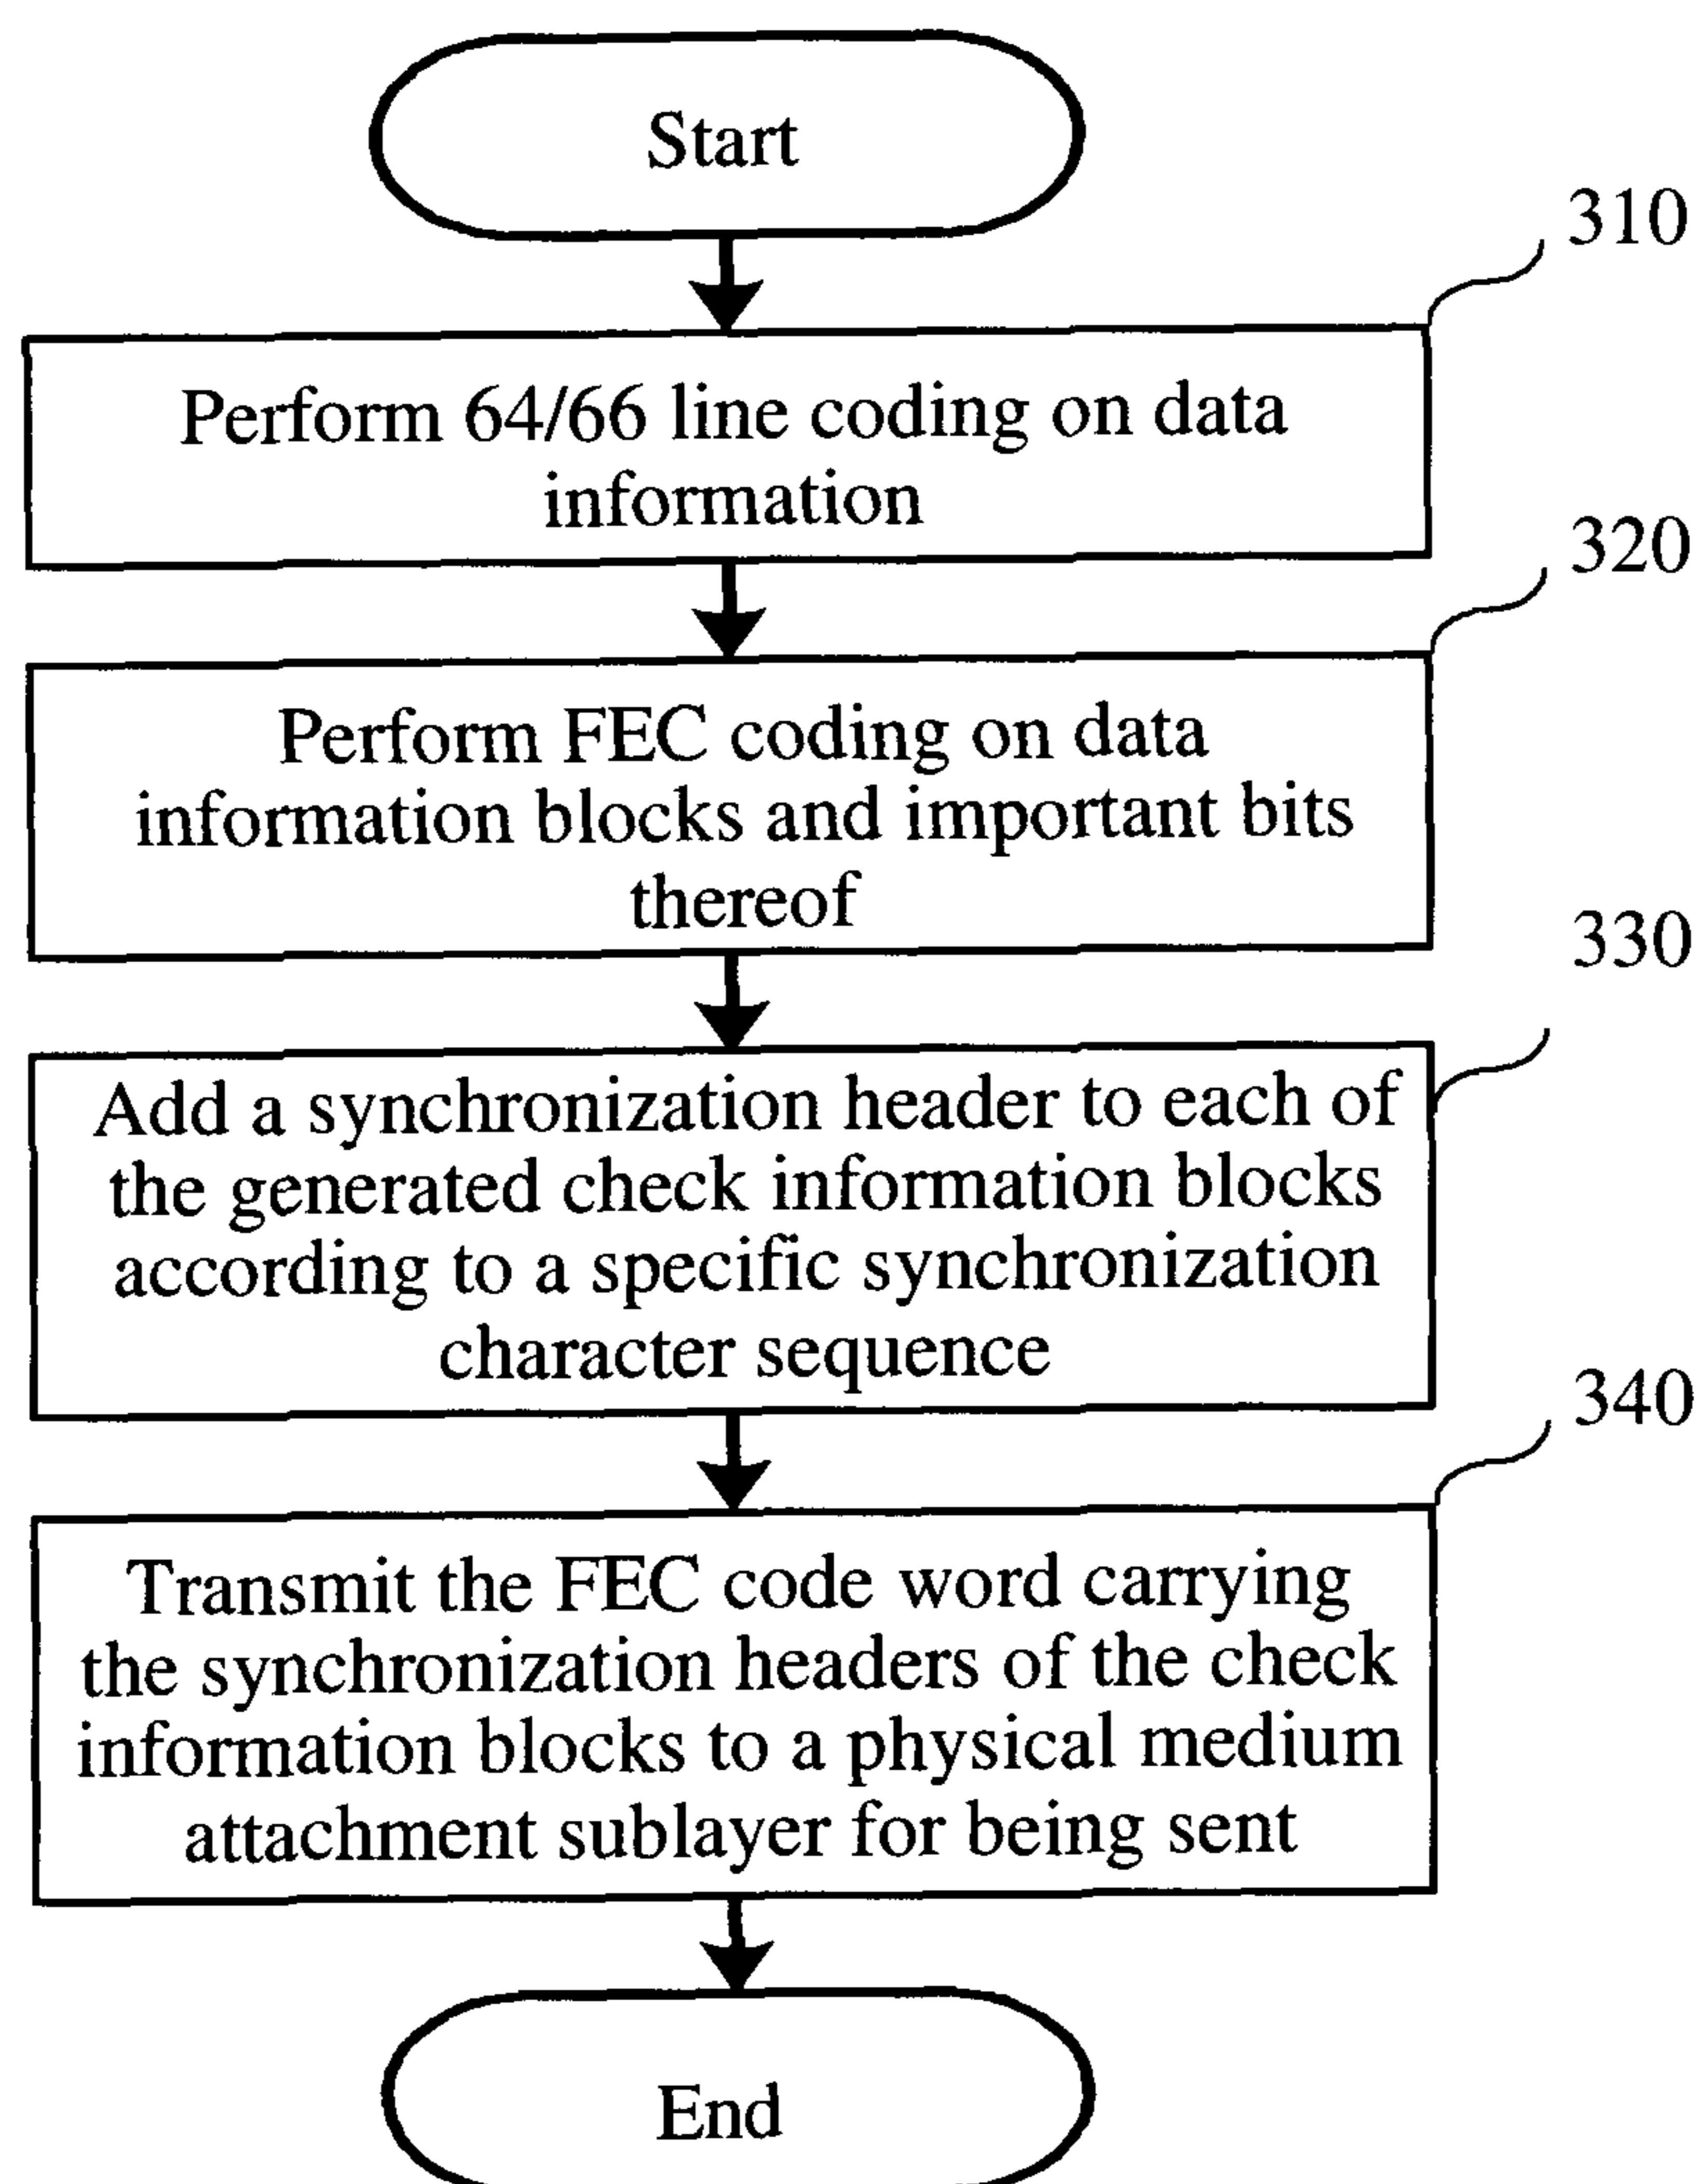 Start
310
Perform 64/66 line coding on data
information
320
Perform FEC coding on data
information blocks and important bits
thereof
330
Add a synchronization header to each of
the generated check information blocks
according to a specific synchronization
character sequence
340
Transmit the FEC code word carrying
the synchronization headers of the check
information blocks to a physical medium
attachment sublayer for being sent
End